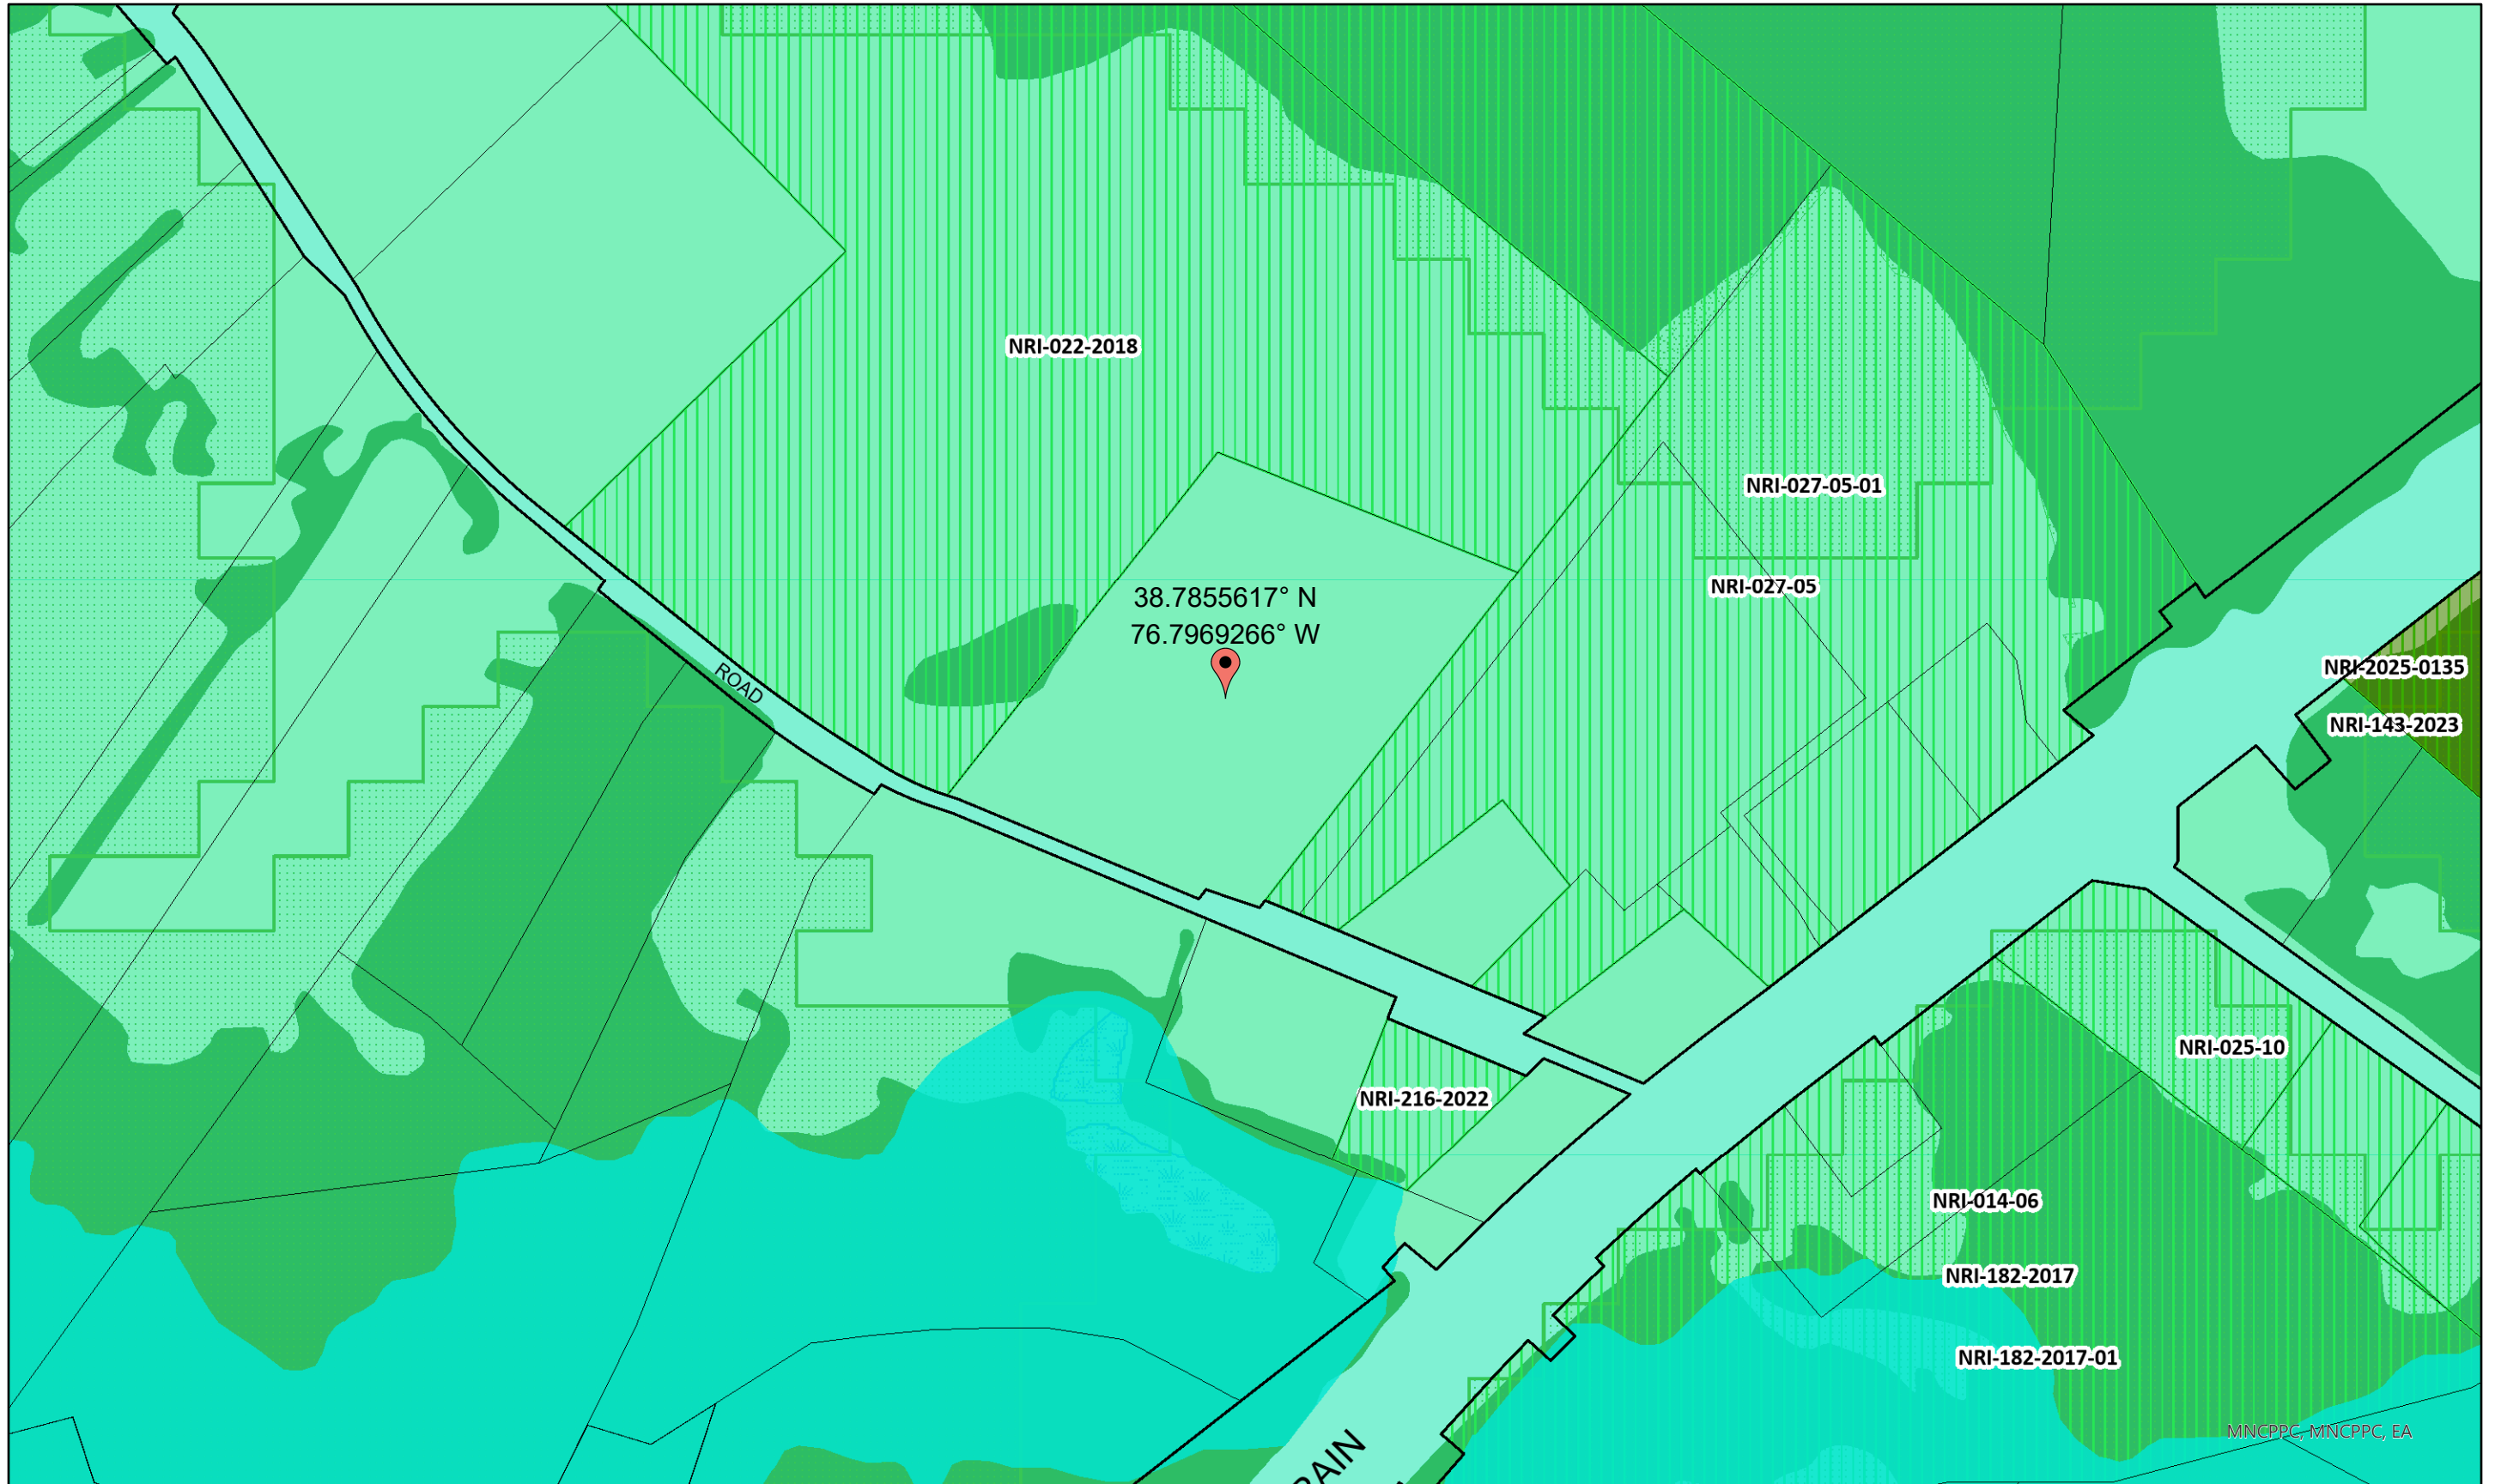 NRI-022-2018
NRI-027-05-01
NRI-027-05
38.7855617° N
76.7969266° W
ROAD
NRI-2025-0135
NRI-143-2023
NRI-025-10
NRI-216-2022
NRI-014-06
NRI-182-2017
NRI-182-2017-01
MNCPPC, MNCPPC, EA